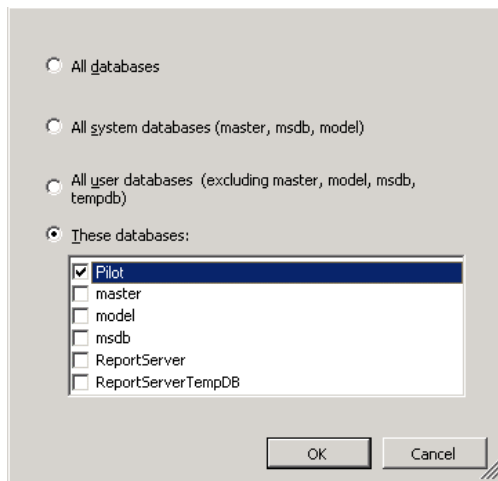 All databases
All system databases (master, msdb, model)
All user databases (excluding master, model, msdb,
tempdb)
These databases:
Pilot
master
model
msdb
ReportServer
ReportServerTempDB
OK
Cancel